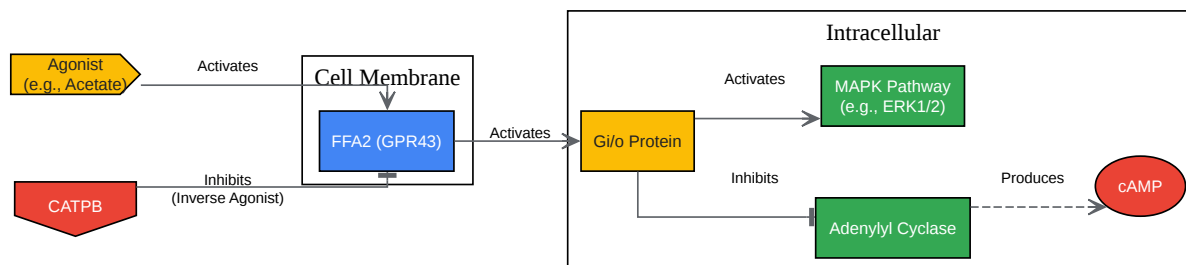 Intracellular
Agonist
(e.g., Acetate)
Activates
Cell Membrane
Activates
MAPK Pathway
(e.g., ERK1/2)
FFA2 (GPR43)
Activates
Gi/o Protein
CATPB
Inhibits
(Inverse Agonist)
Inhibits
Produces
cAMP
Adenylyl Cyclase